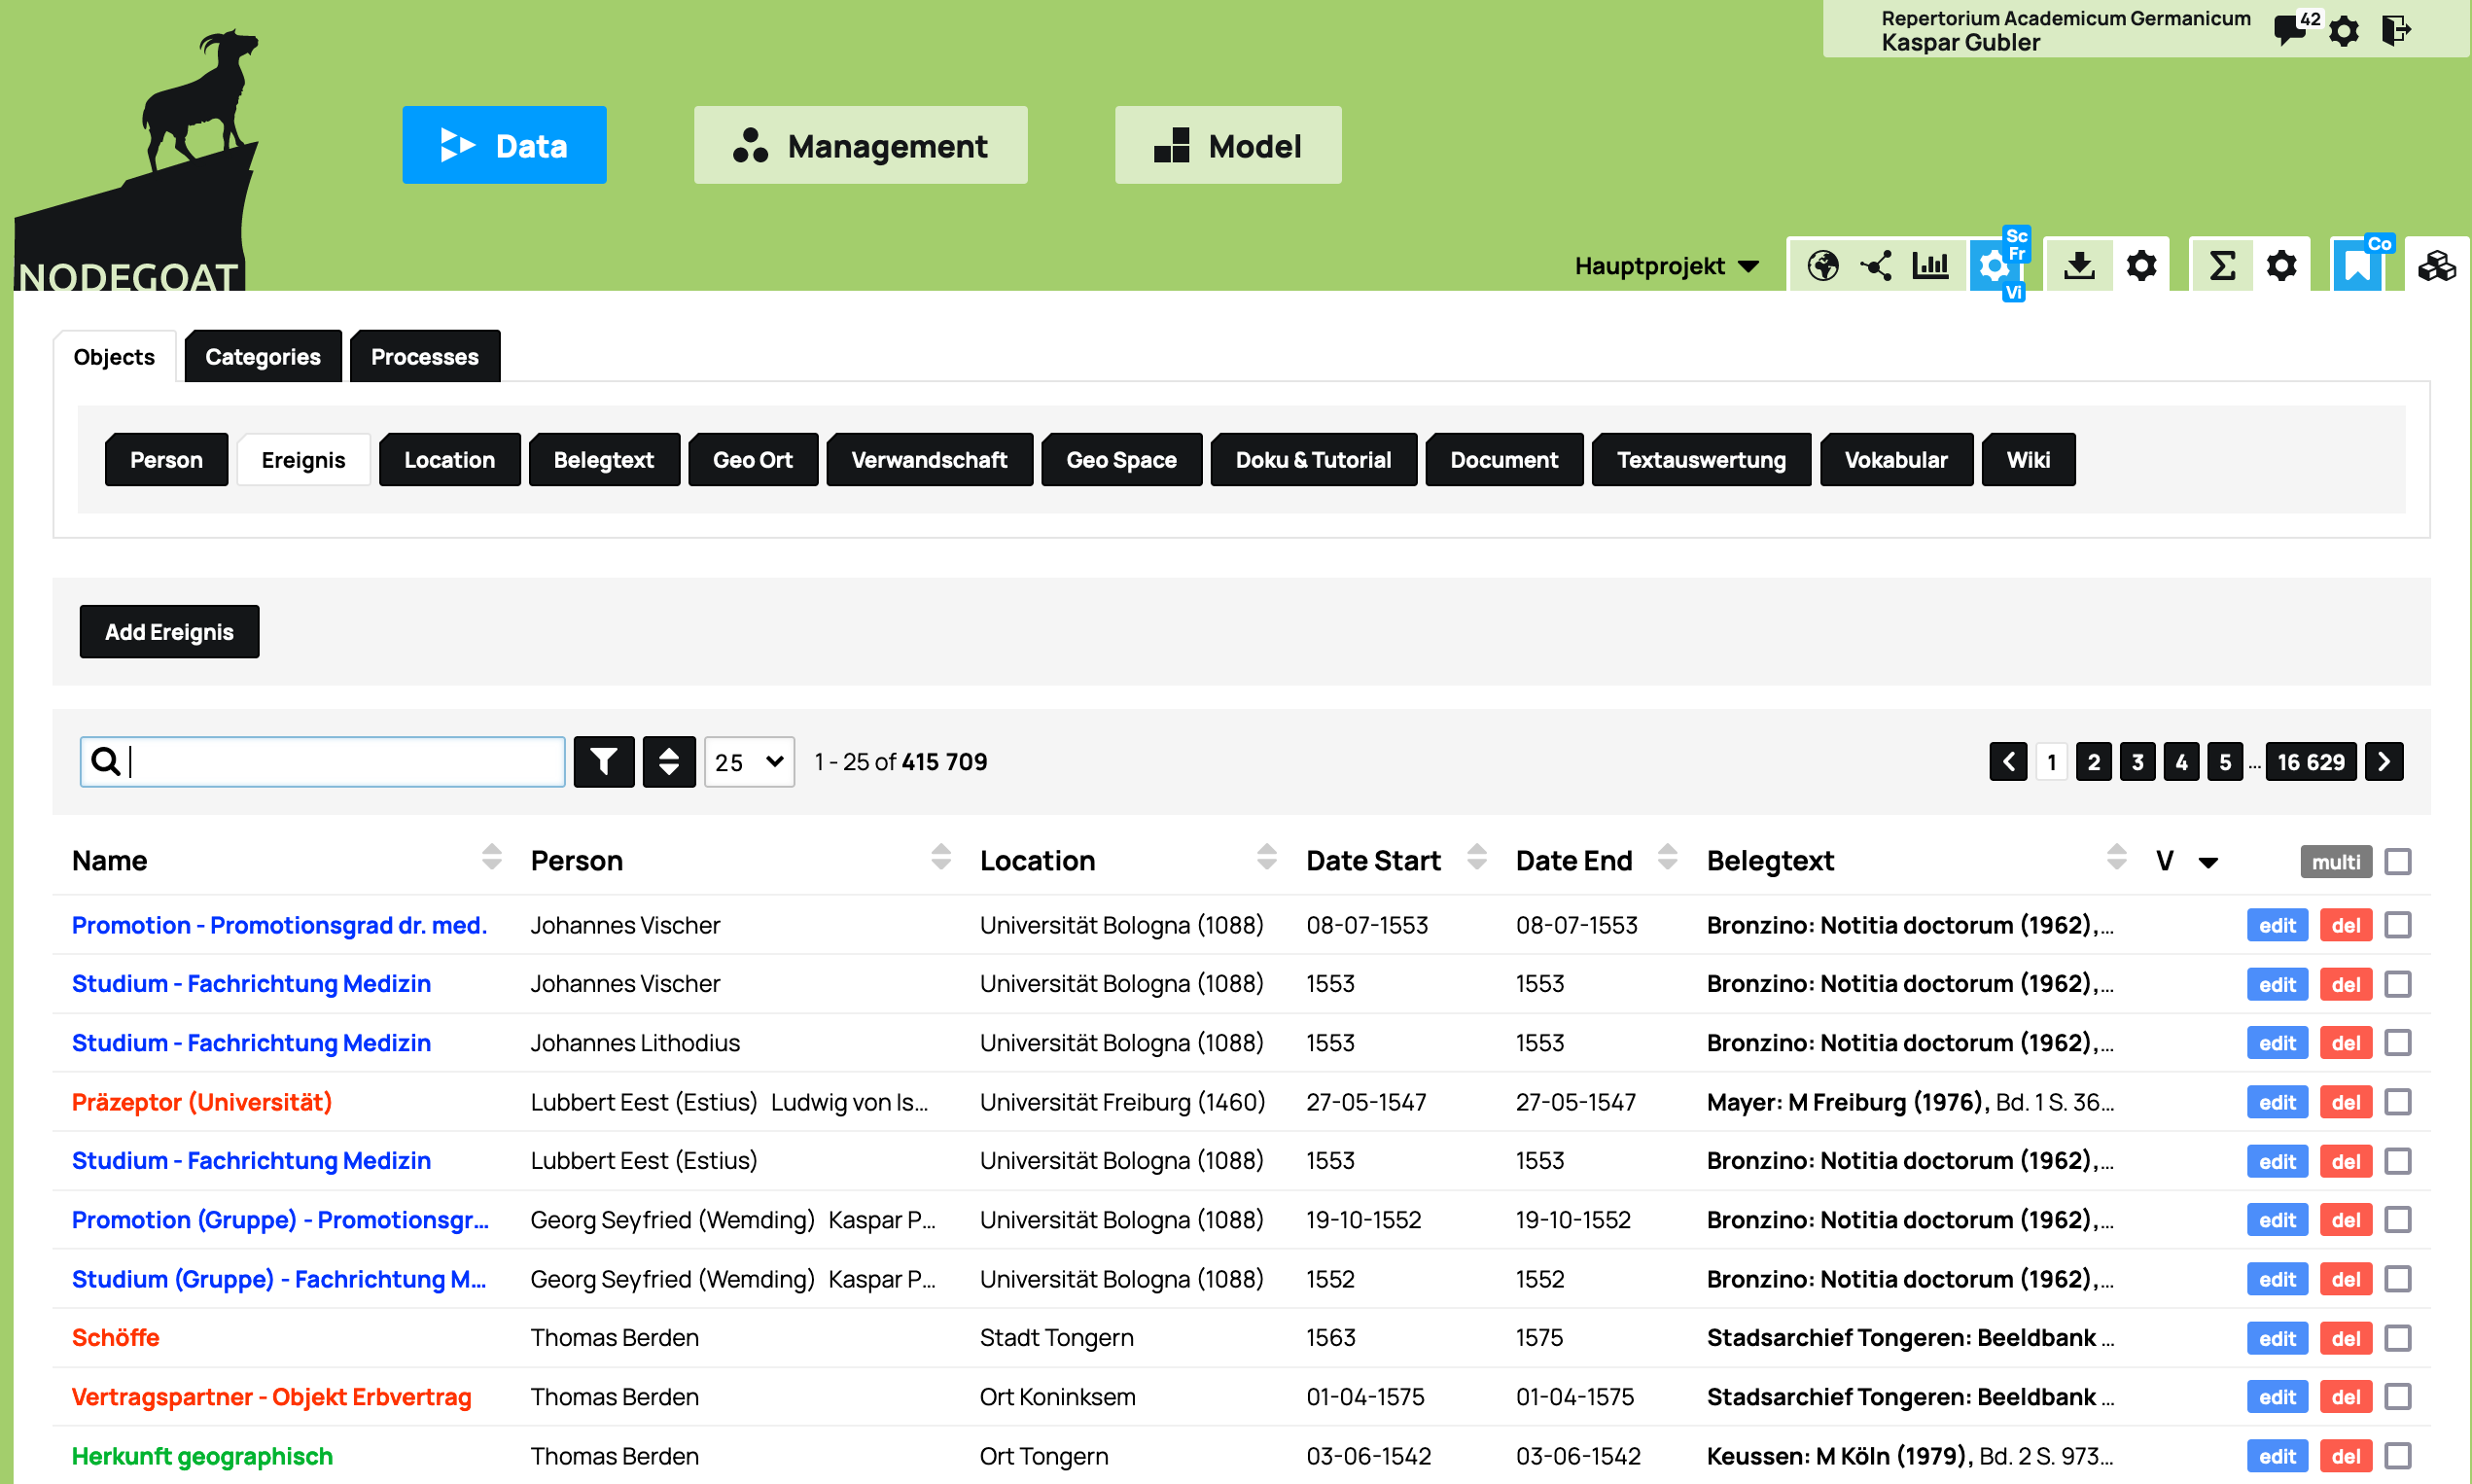 Repertorium Academicum Germanicum
Kaspar Gubler
42
Data Management Model
NODEGOAT
Hauptprojekt
Sc
Fr
Vi
Co
Objects Categories Processes
Person Ereignis Location Belegtext Geo Ort Verwandschaft Geo Space Doku & Tutorial Document Textauswertung Vokabular Wiki
Add Ereignis
25 1 - 25 of 415 709 1 2 3 4 5 ... 16 629
Name Person Location Date Start Date End Belegtext V multi
Promotion - Promotionsgrad dr. med. Johannes Vischer Universität Bologna (1088) 08-07-1553 08-07-1553 Bronzino: Notitia doctorum (1962),... edit del
Studium - Fachrichtung Medizin Johannes Vischer Universität Bologna (1088) 1553 1553 Bronzino: Notitia doctorum (1962),... edit del
Studium - Fachrichtung Medizin Johannes Lithodius Universität Bologna (1088) 1553 1553 Bronzino: Notitia doctorum (1962),... edit del
Präzeptor (Universität) Lubbert Eest (Estius) Ludwig von Is... Universität Freiburg (1460) 27-05-1547 27-05-1547 Mayer: M Freiburg (1976), Bd. 1 S. 36... edit del
Studium - Fachrichtung Medizin Lubbert Eest (Estius) Universität Bologna (1088) 1553 1553 Bronzino: Notitia doctorum (1962),... edit del
Promotion (Gruppe) - Promotionsgr... Georg Seyfried (Wemding) Kaspar P... Universität Bologna (1088) 19-10-1552 19-10-1552 Bronzino: Notitia doctorum (1962),... edit del
Studium (Gruppe) - Fachrichtung M... Georg Seyfried (Wemding) Kaspar P... Universität Bologna (1088) 1552 1552 Bronzino: Notitia doctorum (1962),... edit del
Schöffe Thomas Berden Stadt Tongern 1563 1575 Stadsarchief Tongeren: Beeldbank ... edit del
Vertragspartner - Objekt Erbvertrag Thomas Berden Ort Koninksem 01-04-1575 01-04-1575 Stadsarchief Tongeren: Beeldbank ... edit del
Herkunft geographisch Thomas Berden Ort Tongern 03-06-1542 03-06-1542 Keussen: M Köln (1979), Bd. 2 S. 973... edit del